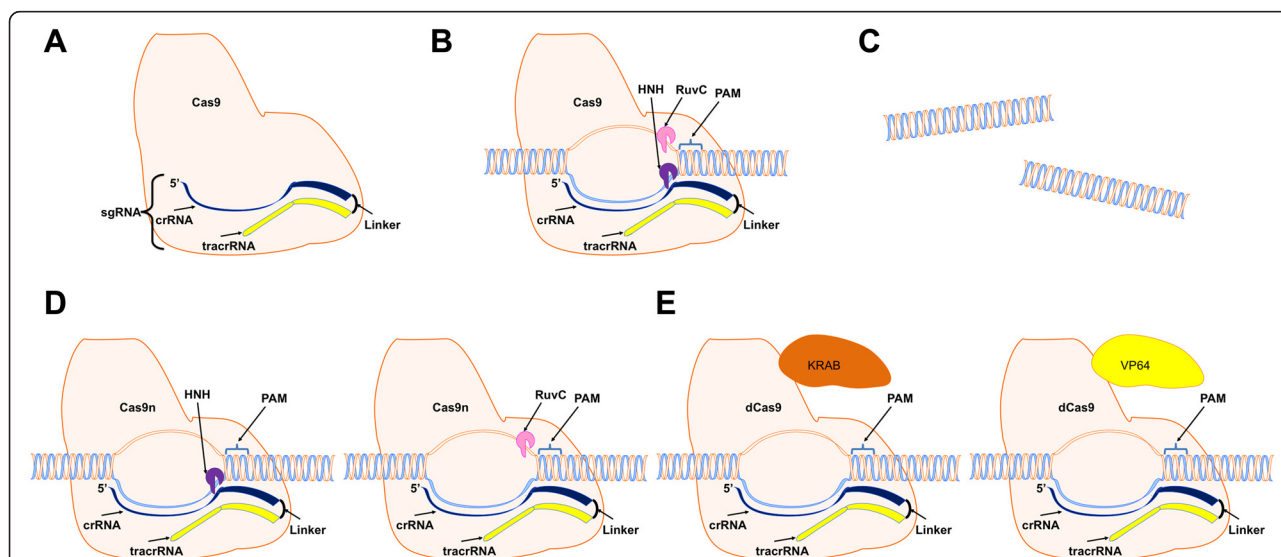 A
Cas9
5’
sgRNA
crRNA
Linker
tracrRNA
B
HNH
RuvC
PAM
Cas9
5’
crRNA
Linker
tracrRNA
C
D
HNH
PAM
Cas9n
5’
crRNA
Linker
tracrRNA
RuvC
PAM
Cas9n
5’
crRNA
Linker
tracrRNA
E
KRAB
PAM
dCas9
5’
crRNA
Linker
tracrRNA
VP64
PAM
dCas9
5’
crRNA
Linker
tracrRNA